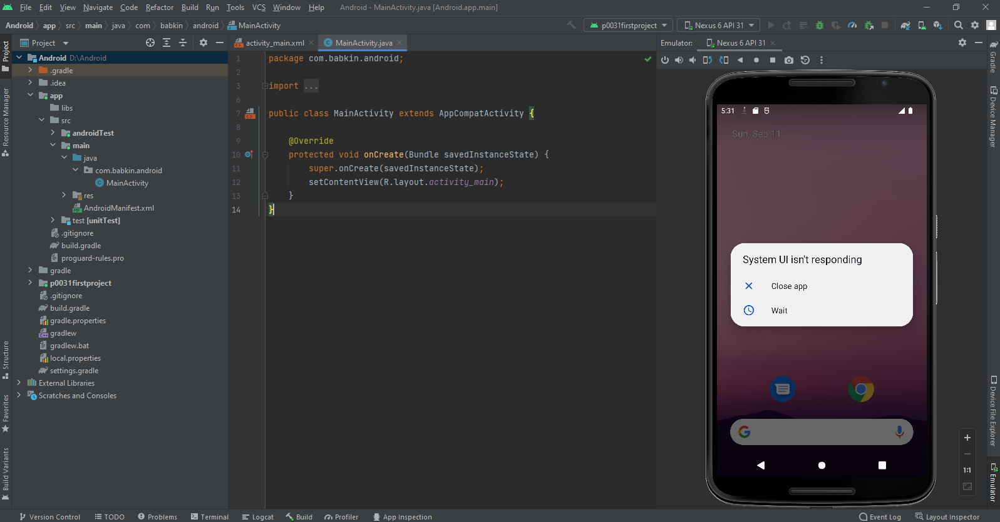 File Edit View Navigate Code Refactor Build Run Tools VCS Window Help Android - MainActivity.java [Android.app.main]
Android app src main java com babkin android MainActivity p0031firstproject Nexus 6 API 31
Project activity_main.xml MainActivity.java Emulator: Nexus 6 API 31
Project
Resource Manager
Structure
Favorites
Build Variants
Android D:\Android
.gradle
.idea
app
libs
src
androidTest
main
java
com.babkin.android
MainActivity
res
AndroidManifest.xml
test [unitTest]
.gitignore
build.gradle
proguard-rules.pro
gradle
p0031firstproject
.gitignore
build.gradle
gradle.properties
gradlew
gradlew.bat
local.properties
settings.gradle
External Libraries
Scratches and Consoles
1 package com.babkin.android;
2
3 import ...
6
7 public class MainActivity extends AppCompatActivity {
8
9 @Override
10 protected void onCreate(Bundle savedInstanceState) {
11 super.onCreate(savedInstanceState);
12 setContentView(R.layout.activity_main);
13 }
14 }
5:31
Sun, Sep 11
System UI isn't responding
Close app
Wait
1:1
Gradle
Device Manager
Device File Explorer
Emulator
Version Control TODO Problems Terminal Logcat Build Profiler App Inspection Event Log Layout Inspector